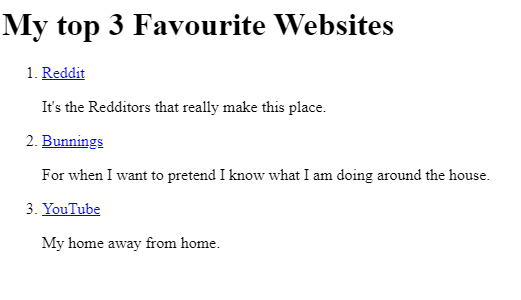 My top 3 Favourite Websites
1. Reddit
It's the Redditors that really make this place.
2. Bunnings
For when I want to pretend I know what I am doing around the house.
3. YouTube
My home away from home.